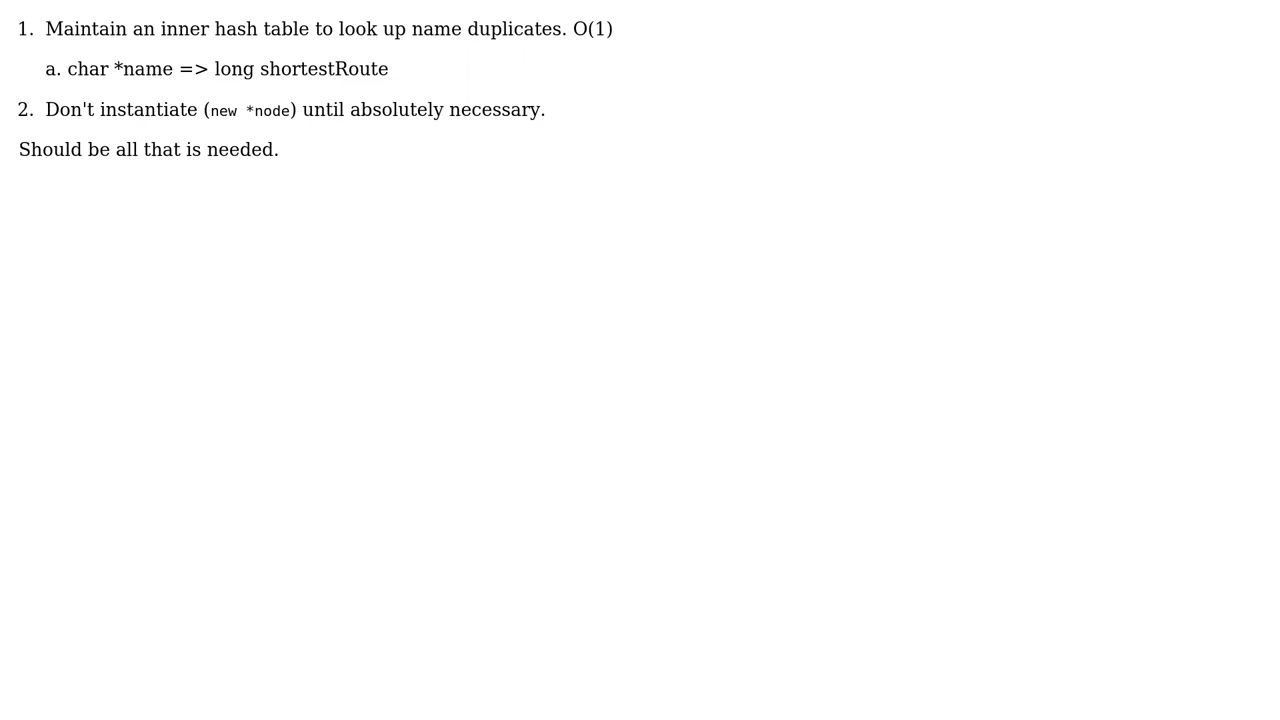 1. Maintain an inner hash table to look up name duplicates. O(1)
a. char *name => long shortestRoute
2. Don't instantiate (new *node) until absolutely necessary.
Should be all that is needed.